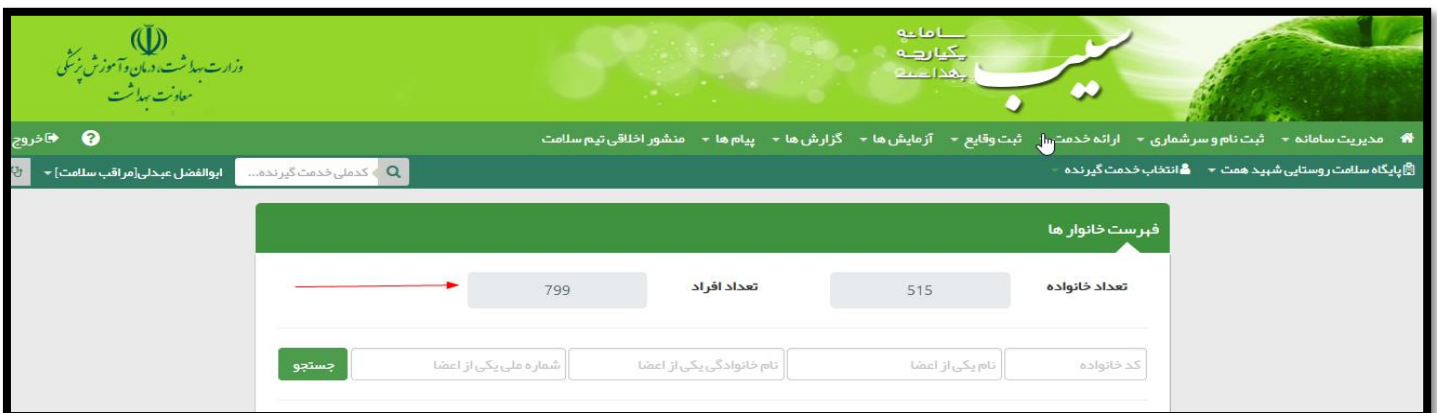 وزارت بهداشت، درمان و آموزش پزشکی
معاونت بهداشت
سامانه
یکپارچه
بهداشت
سیب
مدیریت سامانه ثبت نام و سرشماری ارائه خدمت ثبت وقایع آزمایش ها گزارش ها پیام ها منشور اخلاقی تیم سلامت ? خروج
پایگاه سلامت روستایی شهید همت انتخاب خدمت گیرنده کدملی خدمت گیرنده... ابوالفضل عبدلی[مراقب سلامت]
فهرست خانوار ها
تعداد خانواده 515 تعداد افراد 799
کد خانواده نام یکی از اعضا نام خانوادگی یکی از اعضا شماره ملی یکی از اعضا جستجو